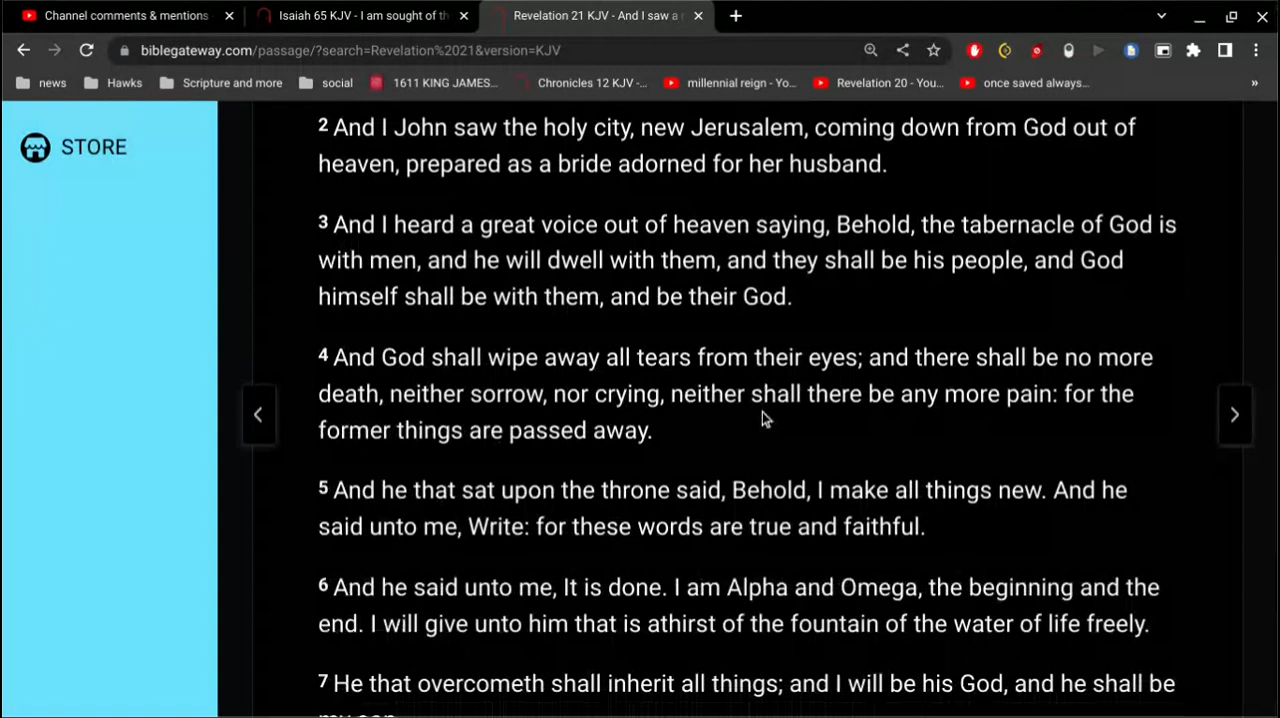 Channel comments & mentions
Isaiah 65 KJV - I am sought of th
Revelation 21 KJV - And I saw a
biblegateway.com/passage/?search=Revelation%2021&version=KJV
news
Hawks
Scripture and more
social
1611 KING JAMES...
Chronicles 12 KJV -...
millennial reign - Yo...
Revelation 20 - You...
once saved always...
»
STORE
2 And I John saw the holy city, new Jerusalem, coming down from God out of
heaven, prepared as a bride adorned for her husband.
3 And I heard a great voice out of heaven saying, Behold, the tabernacle of God is
with men, and he will dwell with them, and they shall be his people, and God
himself shall be with them, and be their God.
4 And God shall wipe away all tears from their eyes; and there shall be no more
death, neither sorrow, nor crying, neither shall there be any more pain: for the
former things are passed away.
5 And he that sat upon the throne said, Behold, I make all things new. And he
said unto me, Write: for these words are true and faithful.
6 And he said unto me, It is done. I am Alpha and Omega, the beginning and the
end. I will give unto him that is athirst of the fountain of the water of life freely.
7 He that overcometh shall inherit all things; and I will be his God, and he shall be